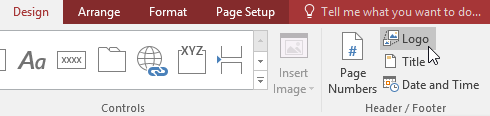 Design Arrange Format Page Setup Tell me what you want to do...
Aa XXXX XYZ Insert Image Page Numbers # Logo
Title
Date and Time
Controls Header / Footer